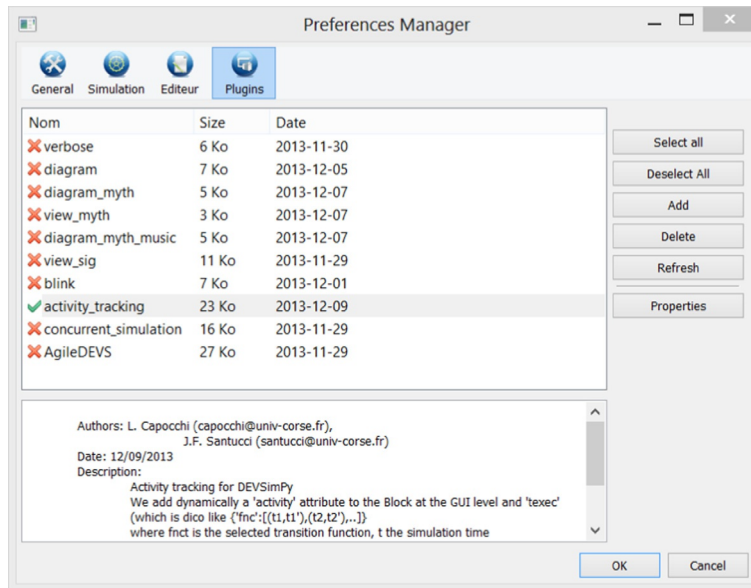 Preferences Manager
General Simulation Editeur Plugins
Nom Size Date
verbose 6 Ko 2013-11-30
diagram 7 Ko 2013-12-05
diagram_myth 5 Ko 2013-12-07
view_myth 3 Ko 2013-12-07
diagram_myth_music 5 Ko 2013-12-07
view_sig 11 Ko 2013-11-29
blink 7 Ko 2013-12-01
activity_tracking 23 Ko 2013-12-09
concurrent_simulation 16 Ko 2013-11-29
AgileDEVS 27 Ko 2013-11-29
Select all
Deselect All
Add
Delete
Refresh
Properties
Authors: L. Capocchi (capocchi@univ-corse.fr),
J.F. Santucci (santucci@univ-corse.fr)
Date: 12/09/2013
Description:
Activity tracking for DEVSimPy
We add dynamically a 'activity' attribute to the Block at the GUI level and 'texec'
(which is dico like {'fnc':[(t1,t1'),(t2,t2'),..]}
where fnct is the selected transition function, t the simulation time
OK Cancel